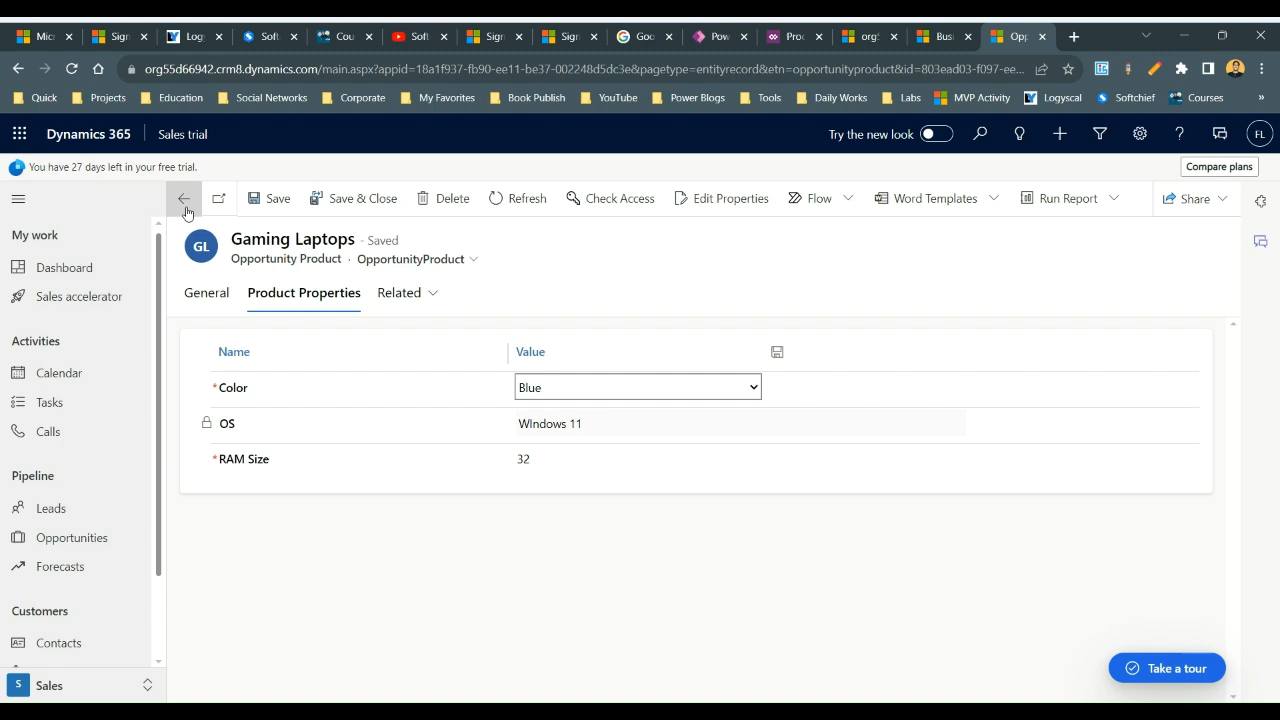 Mic Sign Log Soft Cou Soft Sign Sign Goo Pow Proc org Busi Opp
org55d66942.crm8.dynamics.com/main.aspx?appid=18a1f937-fb90-ee11-be37-002248d5dc3e&pagetype=entityrecord&etn=opportunityproduct&id=803ead03-f097-ee...
Quick Projects Education Social Networks Corporate My Favorites Book Publish YouTube Power Blogs Tools Daily Works Labs MVP Activity Logyscal Softchief Courses »
Dynamics 365 Sales trial Try the new look FL
You have 27 days left in your free trial. Compare plans
Save Save & Close Delete Refresh Check Access Edit Properties Flow Word Templates Run Report Share
My work
Dashboard
Sales accelerator
Activities
Calendar
Tasks
Calls
Pipeline
Leads
Opportunities
Forecasts
Customers
Contacts
S Sales
GL Gaming Laptops - Saved
Opportunity Product · OpportunityProduct
General Product Properties Related
Name Value
* Color Blue
OS WIndows 11
* RAM Size 32
Take a tour